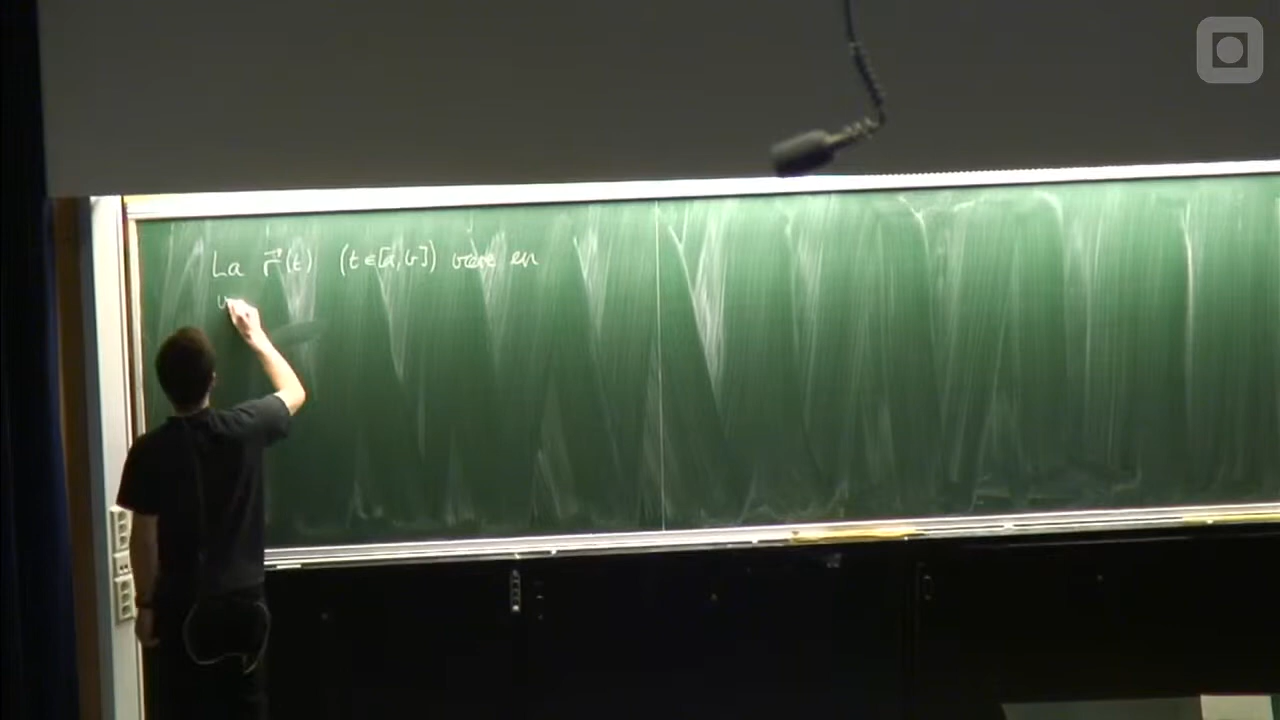 La r⃗(t) (t∈[a,b]) være en